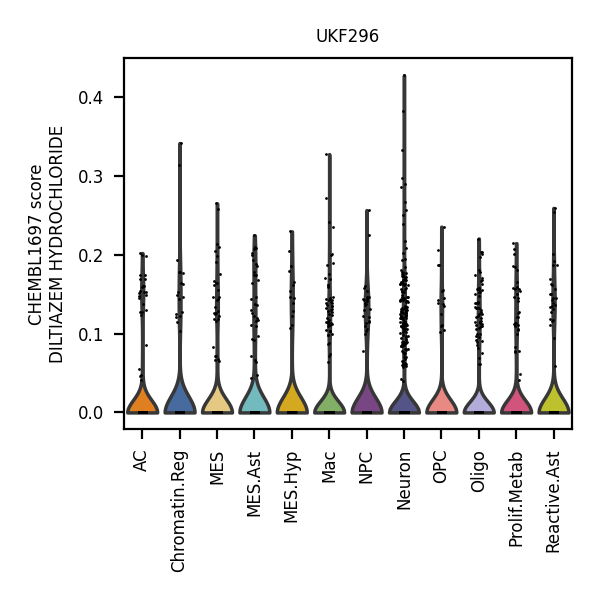 UKF296
CHEMBL1697 score
DILTIAZEM HYDROCHLORIDE
0.4
0.3
0.2
0.1
0.0
AC
Chromatin.Reg
MES
MES.Ast
MES.Hyp
Mac
NPC
Neuron
OPC
Oligo
Prolif.Metab
Reactive.Ast